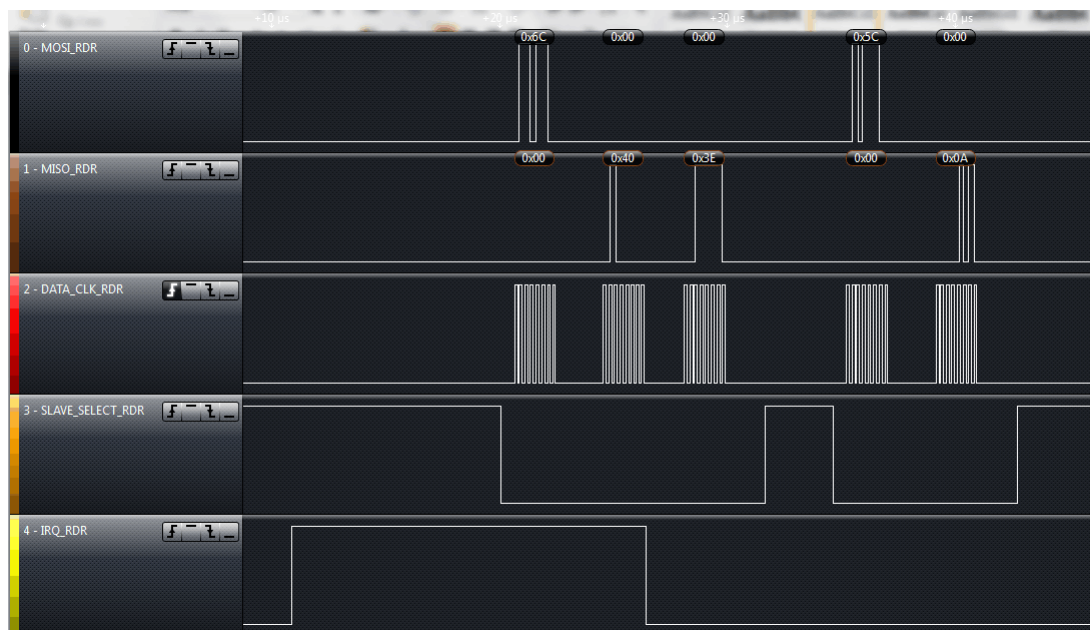 +10 µs +20 µs +30 µs +40 µs
0 - MOSI_RDR
0x6C 0x00 0x00 0x5C 0x00
1 - MISO_RDR
0x00 0x40 0x3E 0x00 0x0A
2 - DATA_CLK_RDR
3 - SLAVE_SELECT_RDR
4 - IRQ_RDR